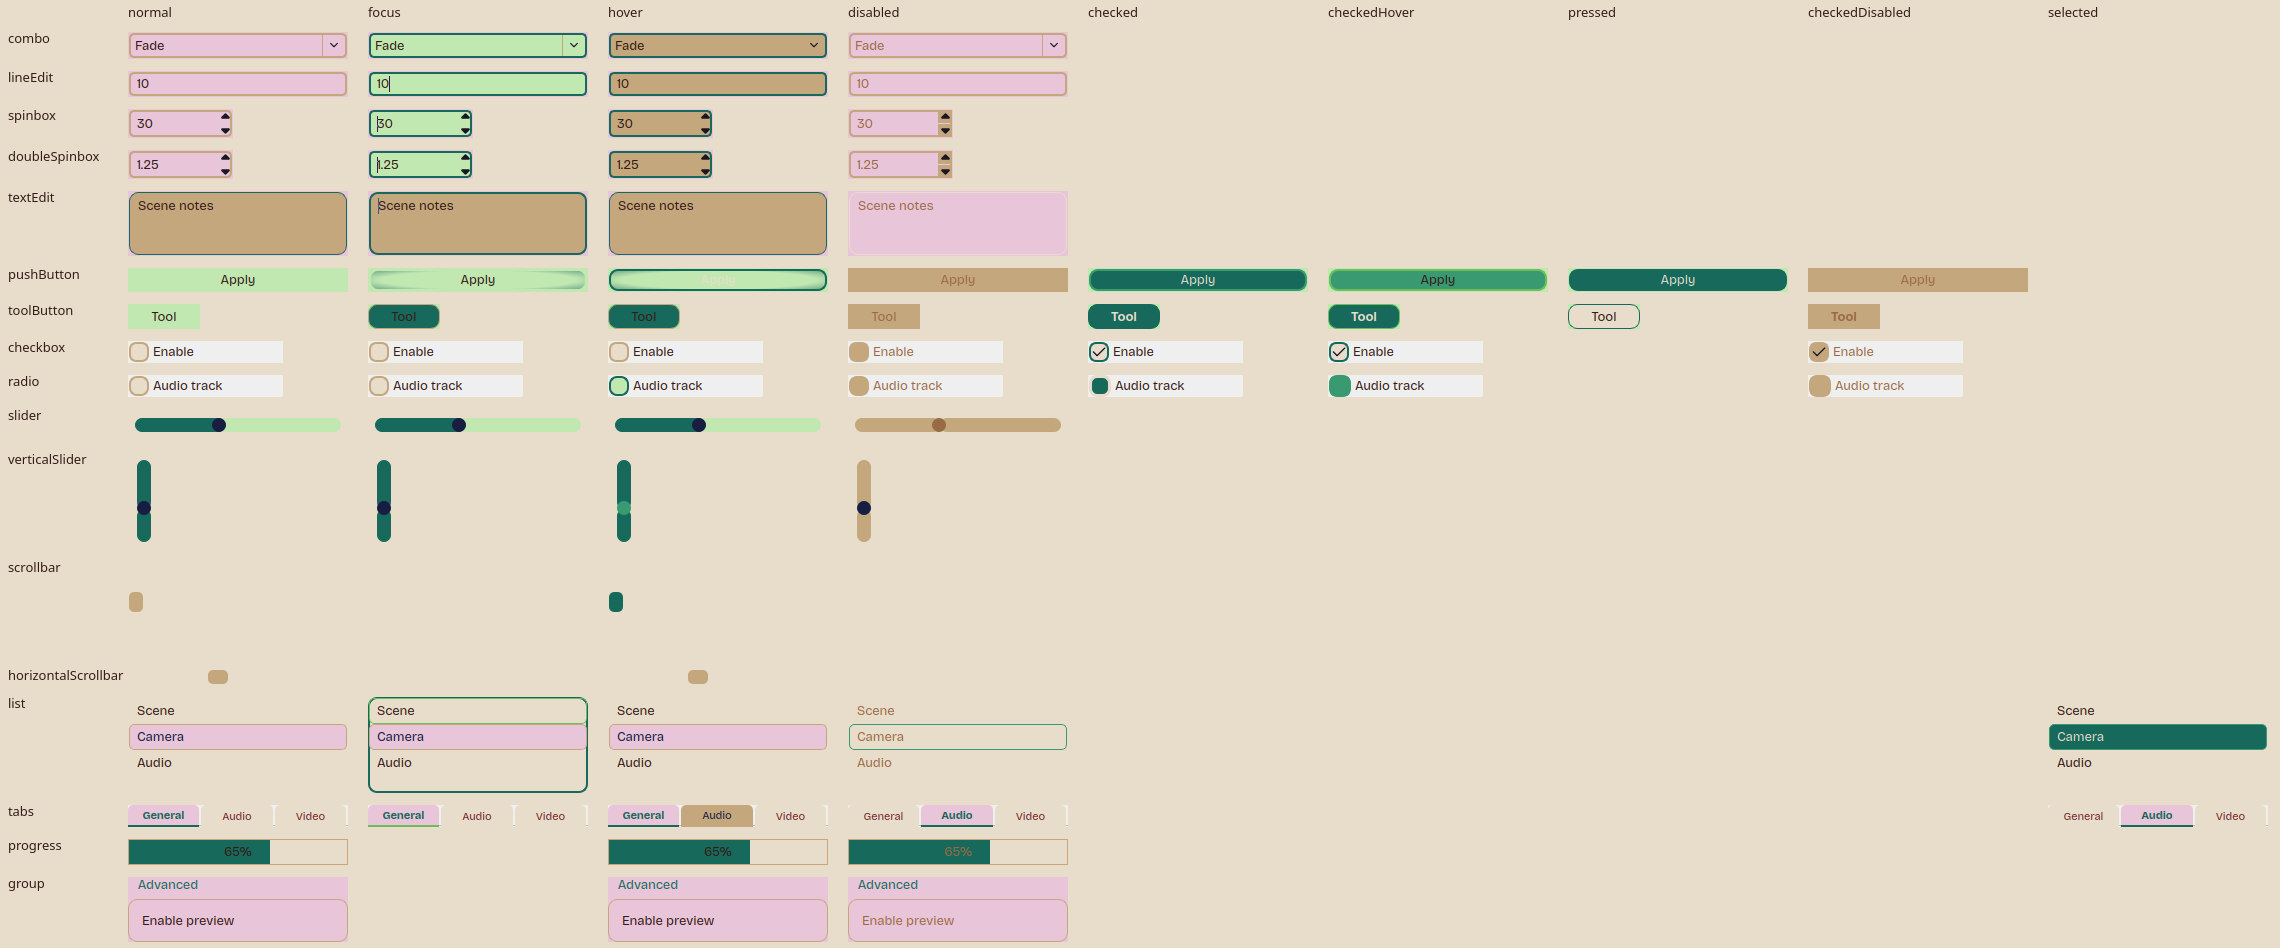 normal focus hover disabled checked checkedHover pressed checkedDisabled selected
combo Fade Fade Fade Fade
lineEdit 10 10 10 10
spinbox 30 30 30 30
doubleSpinbox 1.25 1.25 1.25 1.25
textEdit Scene notes Scene notes Scene notes Scene notes
pushButton Apply Apply Apply Apply Apply Apply Apply Apply
toolButton Tool Tool Tool Tool Tool Tool Tool Tool
checkbox Enable Enable Enable Enable Enable Enable Enable
radio Audio track Audio track Audio track Audio track Audio track Audio track Audio track
slider
verticalSlider
scrollbar
horizontalScrollbar
list Scene Scene Scene Scene Scene
Camera Camera Camera Camera Camera
Audio Audio Audio Audio Audio
tabs General Audio Video General Audio Video General Audio Video General Audio Video General Audio Video
progress 65% 65% 65%
group Advanced Advanced Advanced
Enable preview Enable preview Enable preview